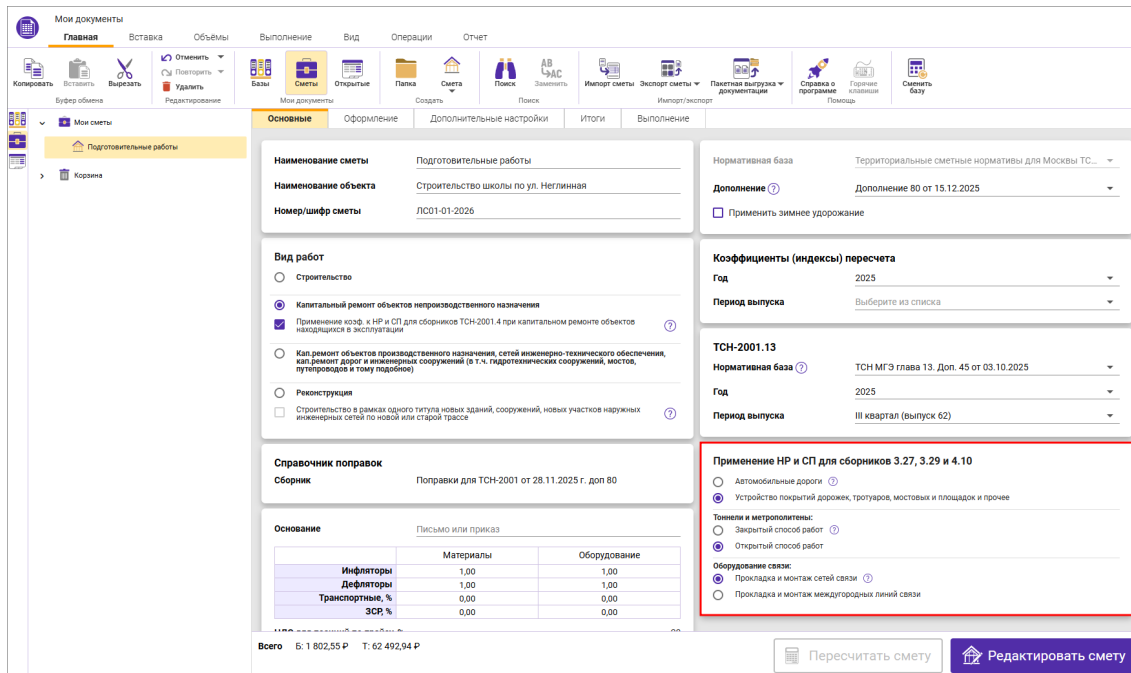 Мои документы
Главная Вставка Объёмы Выполнение Вид Операции Отчет
Копировать Вставить Вырезать
Буфер обмена
Отменить
Повторить
Удалить
Редактирование
Базы Сметы Открытые
Мои документы
Папка Смета
Создать
Поиск Заменить
AB
AC
Поиск
Импорт сметы Экспорт сметы Пакетная выгрузка документации
Импорт/экспорт
Справка о программе Горячие клавиши
Помощь
Сменить базу
Мои сметы
Подготовительные работы
Корзина
Основные Оформление Дополнительные настройки Итоги Выполнение
Наименование сметы Подготовительные работы
Наименование объекта Строительство школы по ул. Неглинная
Номер/шифр сметы ЛС01-01-2026
Вид работ
Строительство
Капитальный ремонт объектов непроизводственного назначения
Применение коэф. к НР и СП для сборников ТСН-2001.4 при капитальном ремонте объектов
находящихся в эксплуатации
Кап.ремонт объектов производственного назначения, сетей инженерно-технического обеспечения,
кап.ремонт дорог и инженерных сооружений (в т.ч. гидротехнических сооружений, мостов,
путепроводов и тому подобное)
Реконструкция
Строительство в рамках одного титула новых зданий, сооружений, новых участков наружных
инженерных сетей по новой или старой трассе
Справочник поправок
Сборник Поправки для ТСН-2001 от 28.11.2025 г. доп 80
Основание Письмо или приказ
Материалы Оборудование
Инфляторы 1,00 1,00
Дефляторы 1,00 1,00
Транспортные, % 0,00 0,00
ЗСР, % 0,00 0,00
Нормативная база Территориальные сметные нормативы для Москвы ТС...
Дополнение Дополнение 80 от 15.12.2025
Применить зимнее удорожание
Коэффициенты (индексы) пересчета
Год 2025
Период выпуска Выберите из списка
ТСН-2001.13
Нормативная база ТСН МГЭ глава 13. Доп. 45 от 03.10.2025
Год 2025
Период выпуска III квартал (выпуск 62)
Применение НР и СП для сборников 3.27, 3.29 и 4.10
Автомобильные дороги
Устройство покрытий дорожек, тротуаров, мостовых и площадок и прочее
Тоннели и метрополитены:
Закрытый способ работ
Открытый способ работ
Оборудование связи:
Прокладка и монтаж сетей связи
Прокладка и монтаж междугородных линий связи
Всего Б: 1 802,55 ₽ Т: 62 492,94 ₽
Пересчитать смету Редактировать смету